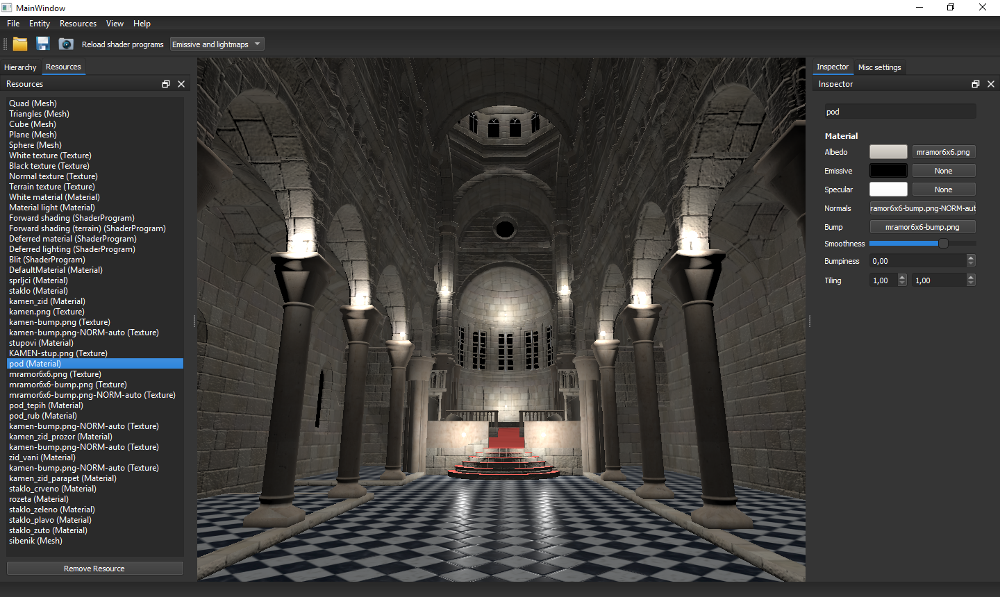 MainWindow
File Entity Resources View Help
Reload shader programs Emissive and lightmaps
Hierarchy Resources
Resources
Quad (Mesh)
Triangles (Mesh)
Cube (Mesh)
Plane (Mesh)
Sphere (Mesh)
White texture (Texture)
Black texture (Texture)
Normal texture (Texture)
Terrain texture (Texture)
White material (Material)
Material light (Material)
Forward shading (ShaderProgram)
Forward shading (terrain) (ShaderProgram)
Deferred material (ShaderProgram)
Deferred lighting (ShaderProgram)
Blit (ShaderProgram)
DefaultMaterial (Material)
sprljci (Material)
staklo (Material)
kamen_zid (Material)
kamen.png (Texture)
kamen-bump.png (Texture)
kamen-bump.png-NORM-auto (Texture)
stupovi (Material)
KAMEN-stup.png (Texture)
pod (Material)
mramor6x6.png (Texture)
mramor6x6-bump.png (Texture)
mramor6x6-bump.png-NORM-auto (Texture)
pod_tepih (Material)
pod_rub (Material)
kamen-bump.png-NORM-auto (Texture)
kamen_zid_prozor (Material)
kamen-bump.png-NORM-auto (Texture)
zid_vani (Material)
kamen-bump.png-NORM-auto (Texture)
kamen_zid_parapet (Material)
staklo_crveno (Material)
rozeta (Material)
staklo_zeleno (Material)
staklo_plavo (Material)
staklo_zuto (Material)
sibenik (Mesh)
Remove Resource
Inspector Misc settings
Inspector
pod
Material
Albedo mramor6x6.png
Emissive None
Specular None
Normals ramor6x6-bump.png-NORM-aut
Bump mramor6x6-bump.png
Smoothness
Bumpiness 0,00
Tiling 1,00 1,00